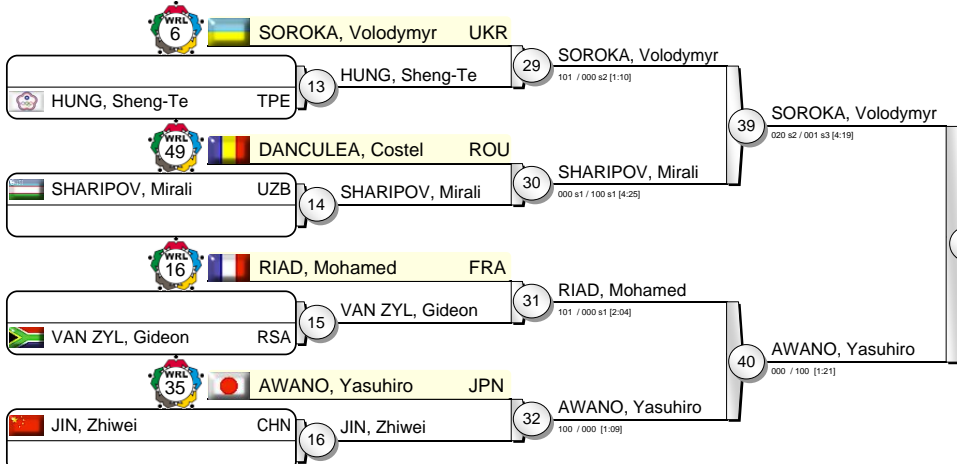 WRL 6 SOROKA, Volodymyr UKR
13 HUNG, Sheng-Te
HUNG, Sheng-Te TPE
29 SOROKA, Volodymyr
101 / 000 s2 [1:10]
WRL 49 DANCULEA, Costel ROU
SHARIPOV, Mirali UZB
14 SHARIPOV, Mirali
30 SHARIPOV, Mirali
000 s1 / 100 s1 [4:25]
39 SOROKA, Volodymyr
020 s2 / 001 s3 [4:19]
WRL 16 RIAD, Mohamed FRA
15 VAN ZYL, Gideon
VAN ZYL, Gideon RSA
31 RIAD, Mohamed
101 / 000 s1 [2:04]
WRL 35 AWANO, Yasuhiro JPN
JIN, Zhiwei CHN
16 JIN, Zhiwei
32 AWANO, Yasuhiro
100 / 000 [1:09]
40 AWANO, Yasuhiro
000 / 100 [1:21]